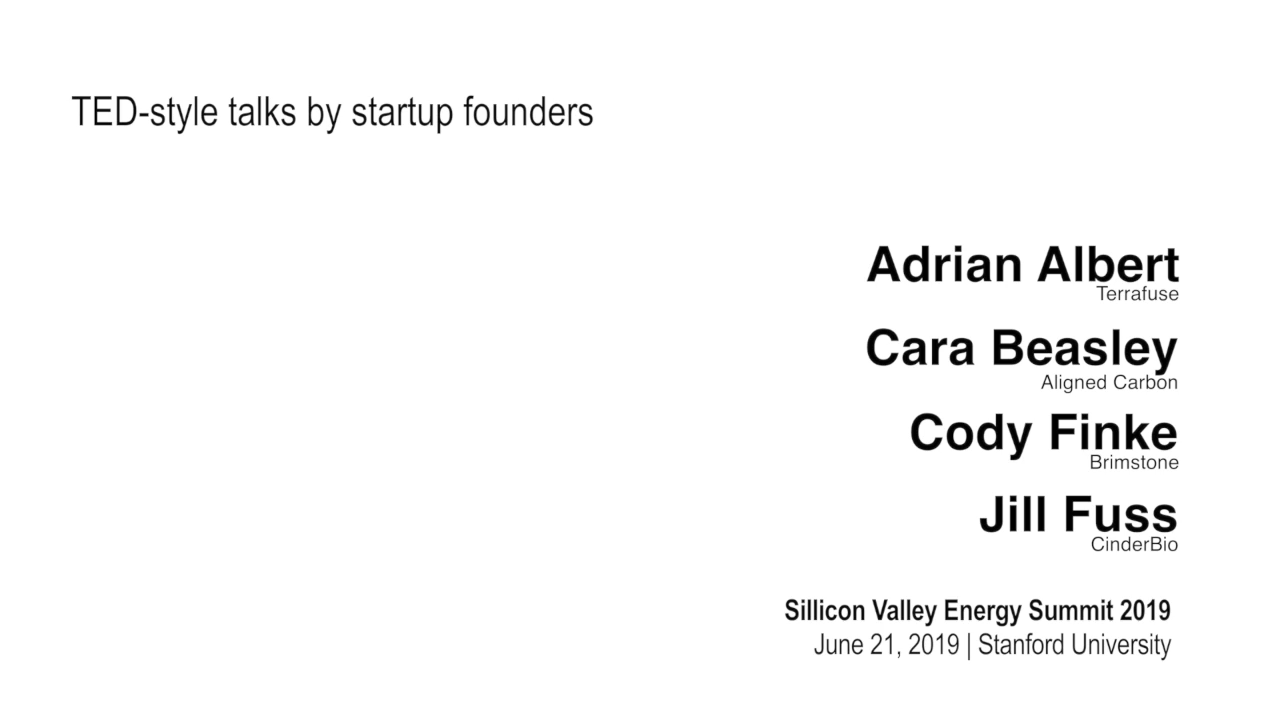 TED-style talks by startup founders
Adrian Albert
Terrafuse
Cara Beasley
Aligned Carbon
Cody Finke
Brimstone
Jill Fuss
CinderBio
Sillicon Valley Energy Summit 2019
June 21, 2019 | Stanford University